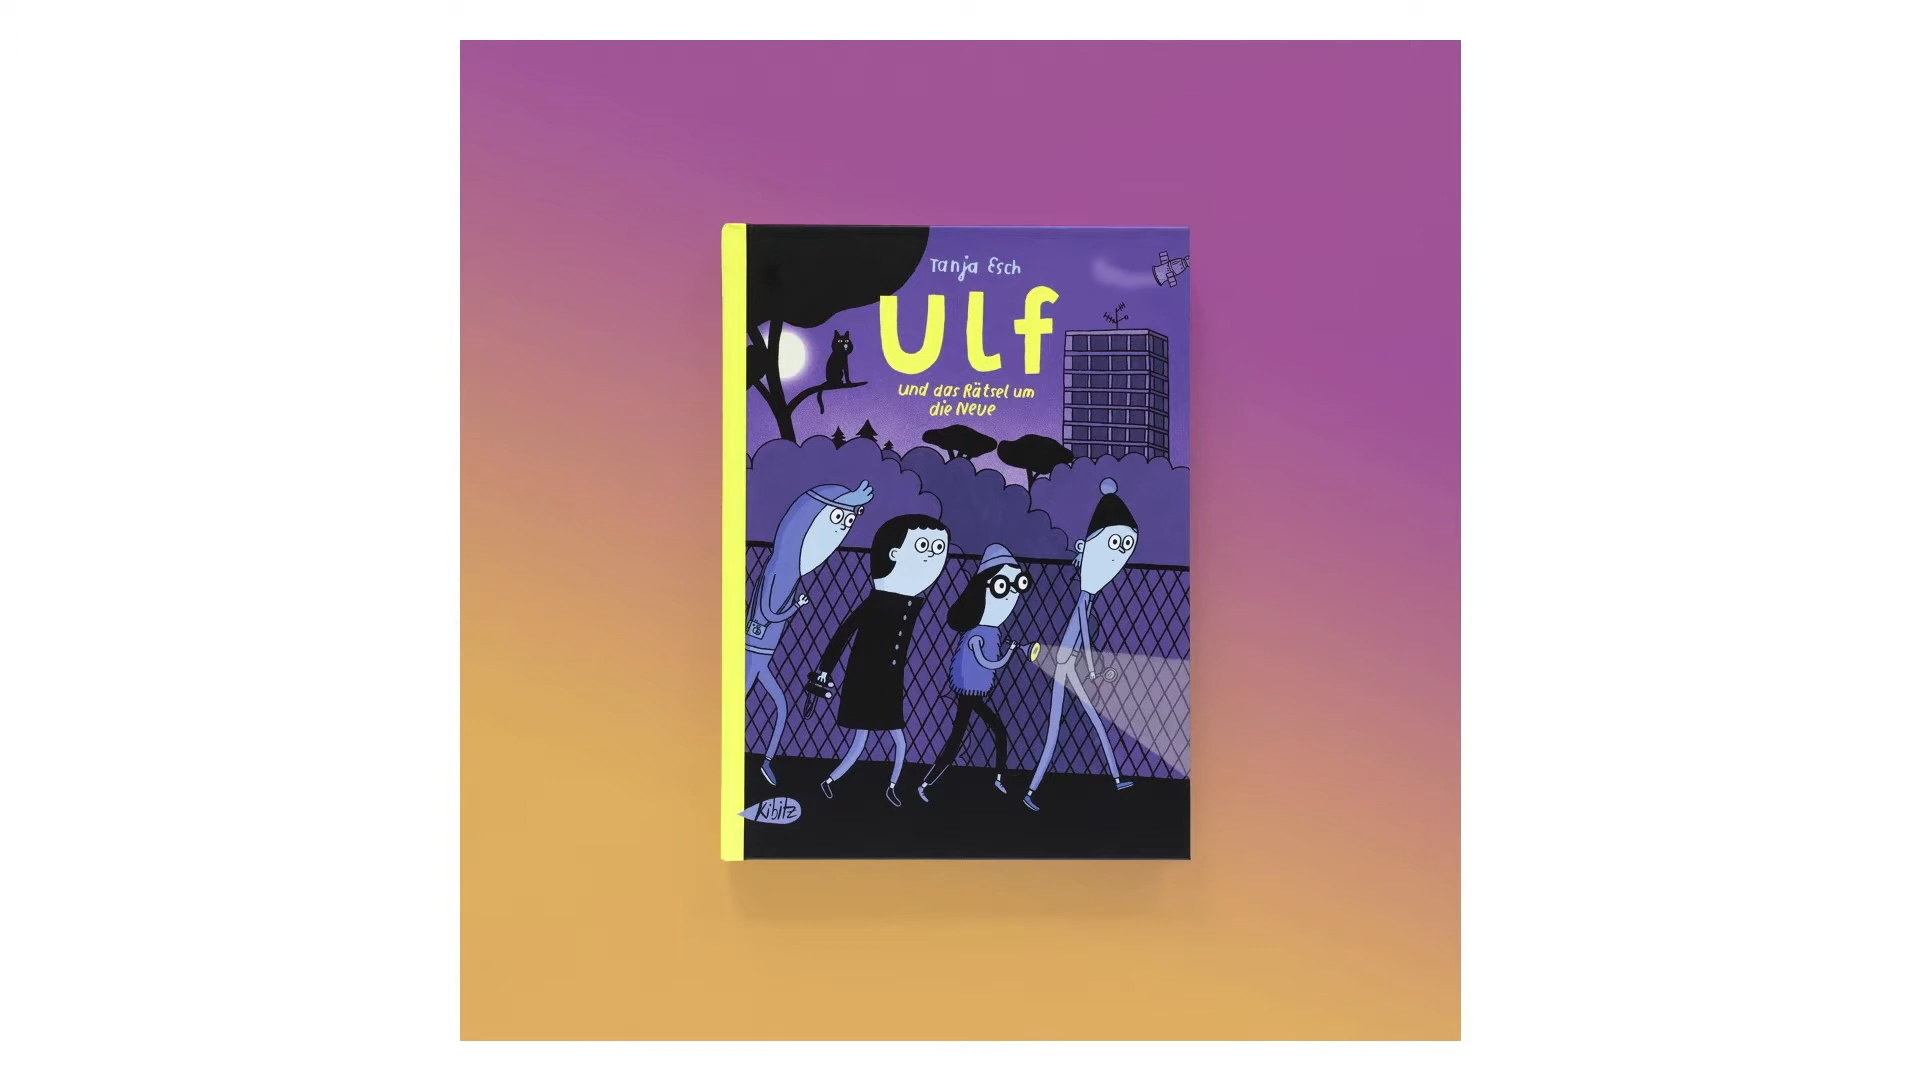 Tanja Esch
Ulf
und das Rätsel um
die Neue
Kibitz